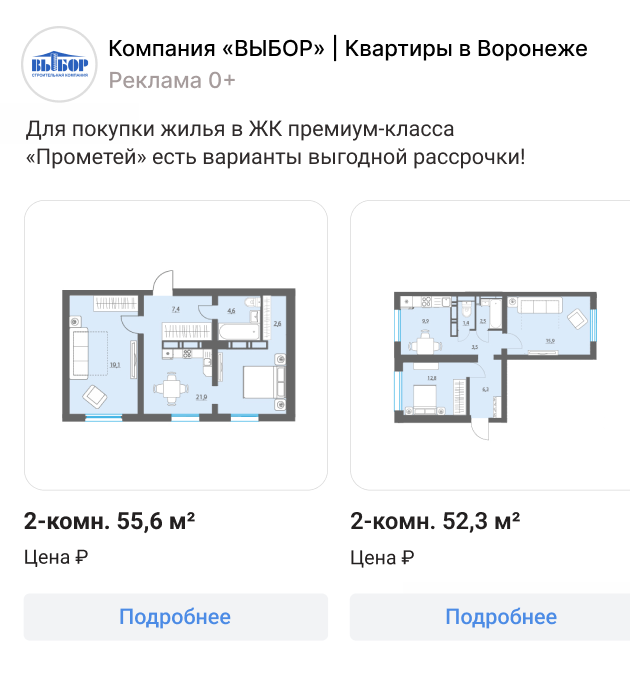 Компания «ВЫБОР» | Квартиры в Воронеже
ВЫБОР
СТРОИТЕЛЬНАЯ КОМПАНИЯ
Реклама 0+
Для покупки жилья в ЖК премиум-класса
«Прометей» есть варианты выгодной рассрочки!
7,4
4,6
2,6
19,1
21,9
9,9
1,8
2,5
3,5
15,8
12,8
6,3
2-комн. 55,6 м²
2-комн. 52,3 м²
Цена ₽
Цена ₽
Подробнее
Подробнее